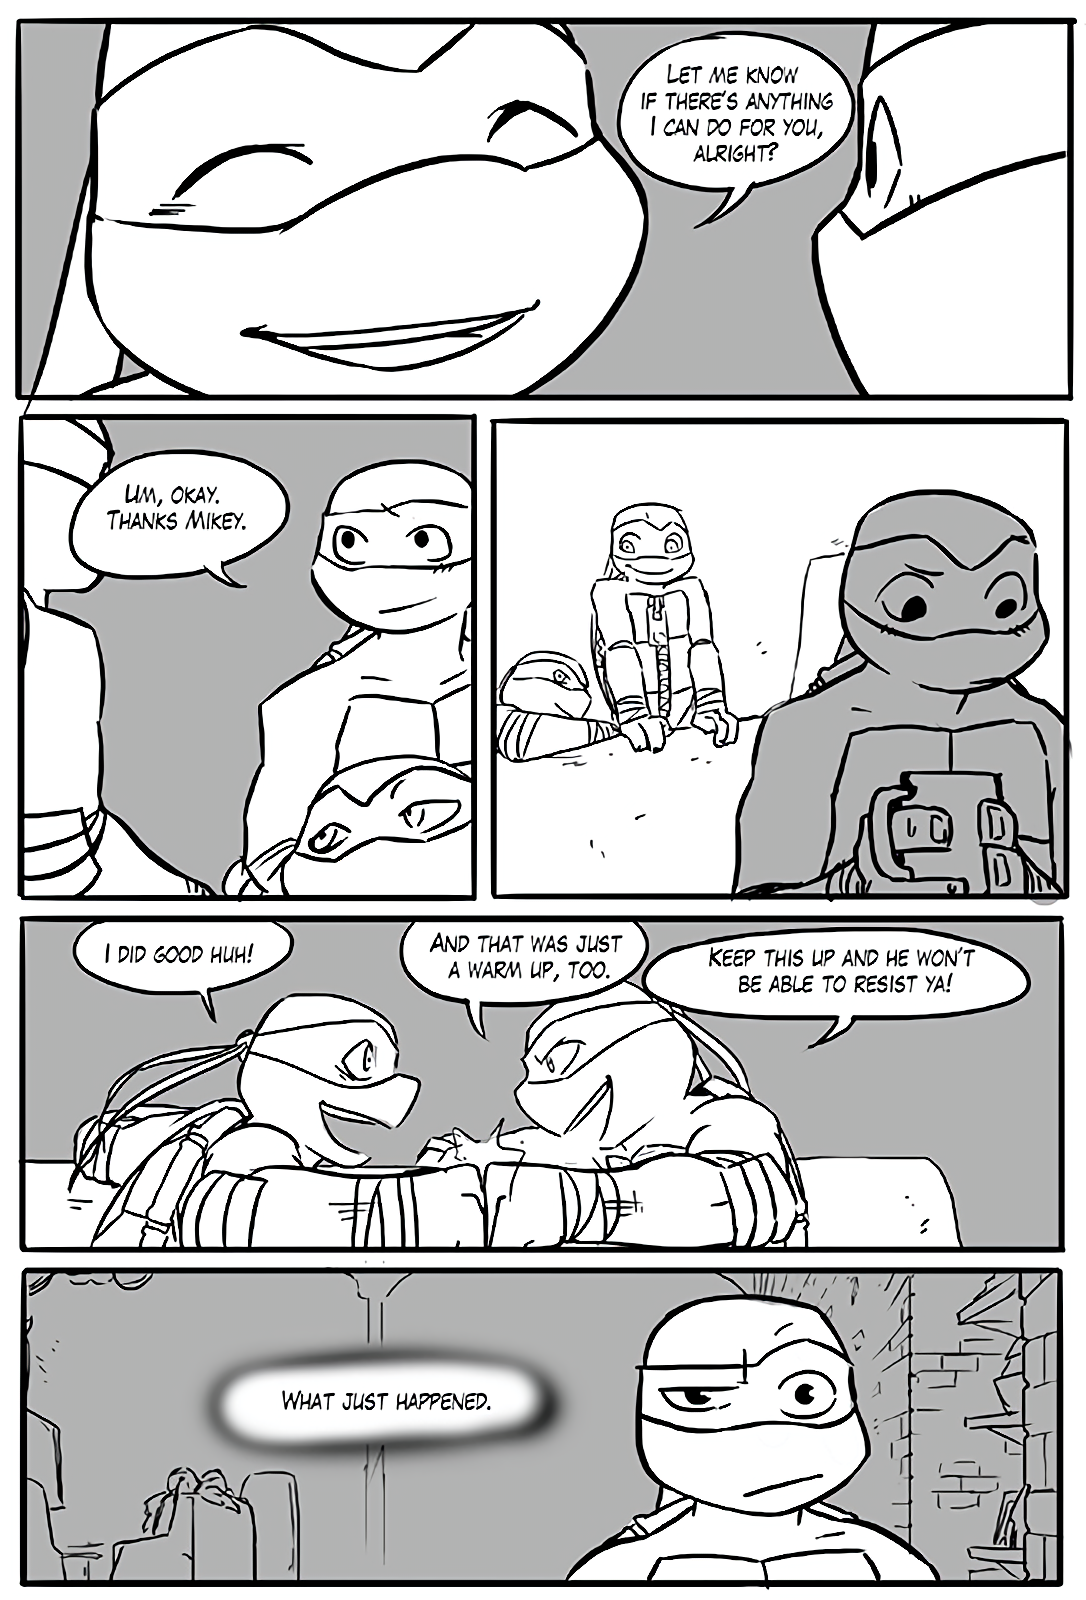 Let me know
if there's anything
I can do for you,
alright?
Um, okay.
Thanks Mikey.
I did good huh!
And that was just
a warm up, too.
Keep this up and he won't
be able to resist ya!
What just happened.